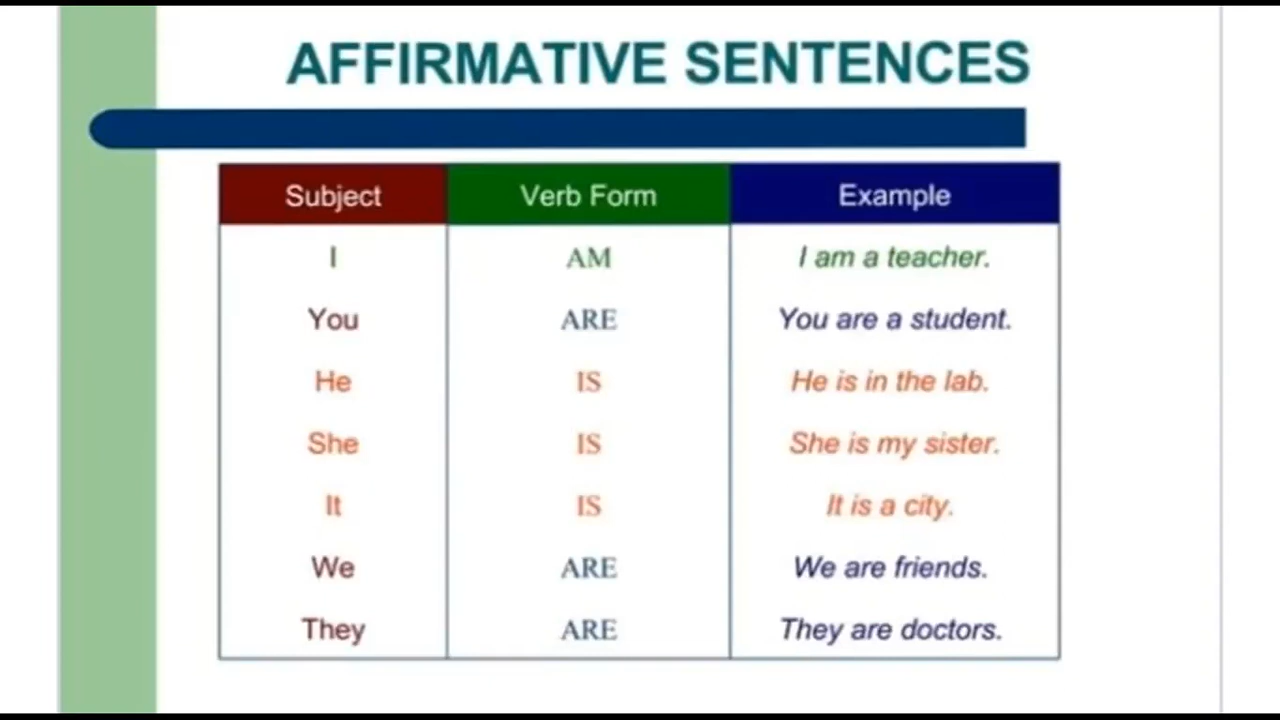 AFFIRMATIVE SENTENCES
Subject Verb Form Example
I AM I am a teacher.
You ARE You are a student.
He IS He is in the lab.
She IS She is my sister.
It IS It is a city.
We ARE We are friends.
They ARE They are doctors.